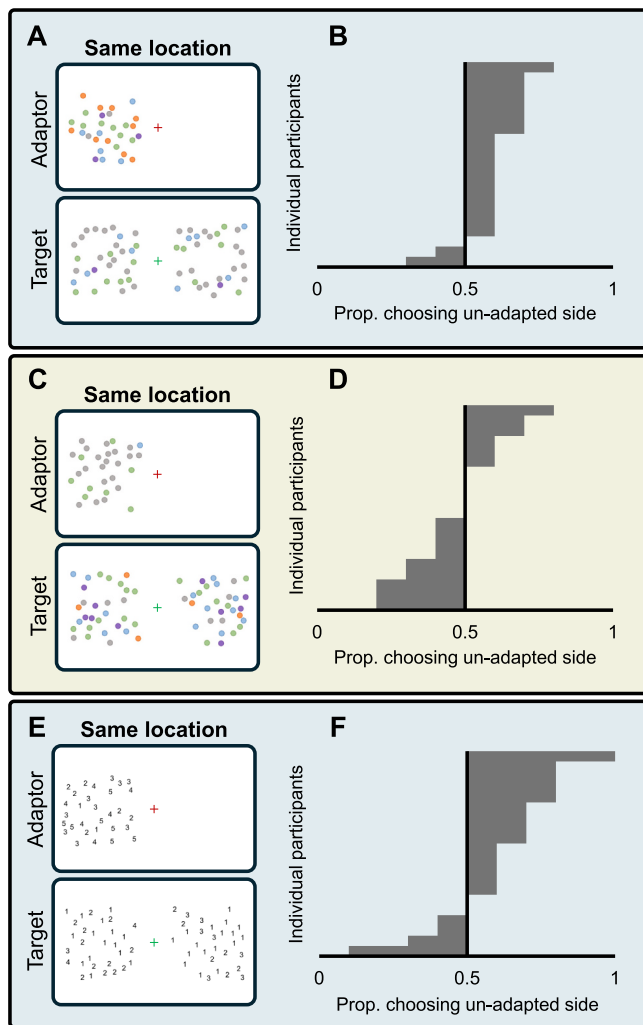 A
Same location
Adaptor
Target
B
Individual participants
0
0.5
1
Prop. choosing un-adapted side
C
Same location
Adaptor
Target
D
Individual participants
0
0.5
1
Prop. choosing un-adapted side
E
Same location
Adaptor
Target
F
Individual participants
0
0.5
1
Prop. choosing un-adapted side